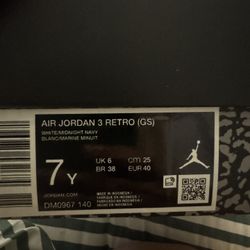 AIR JORDAN 3 RETRO (GS)
WHITE/MIDNIGHT NAVY
BLANC/MARINE MINUIT
7Y
UK 6 CM 25
BR 38 EUR 40
JORDAN.COM
MADE IN INDONESIA
DM0967 140